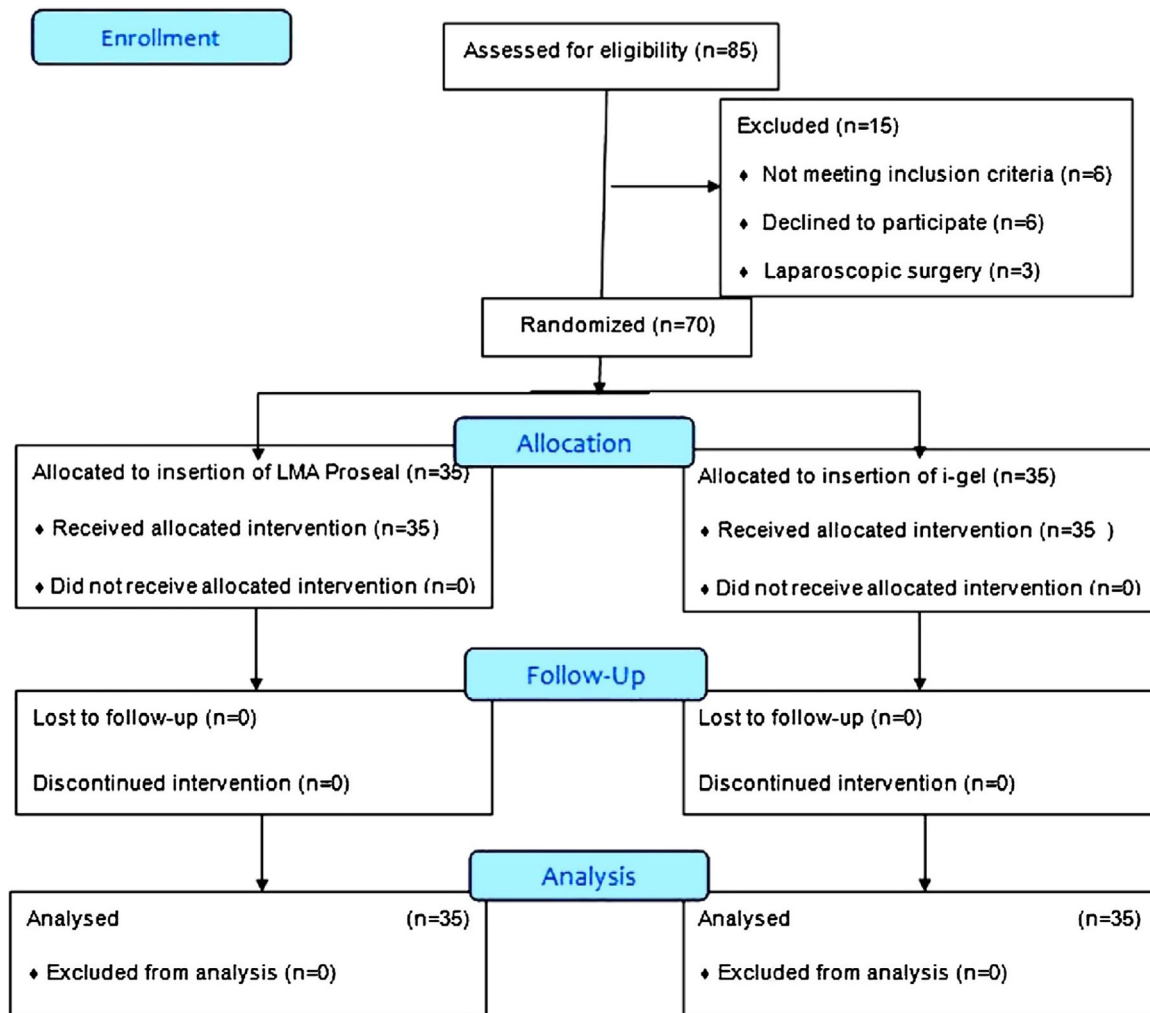 Enrollment
Assessed for eligibility (n=85)
Excluded (n=15)
♦ Not meeting inclusion criteria (n=6)
♦ Declined to participate (n=6)
♦ Laparoscopic surgery (n=3)
Randomized (n=70)
Allocation
Allocated to insertion of LMA Proseal (n=35)
♦ Received allocated intervention (n=35)
♦ Did not receive allocated intervention (n=0)
Allocated to insertion of i-gel (n=35)
♦ Received allocated intervention (n=35 )
♦ Did not receive allocated intervention (n=0)
Follow-Up
Lost to follow-up (n=0)
Discontinued intervention (n=0)
Lost to follow-up (n=0)
Discontinued intervention (n=0)
Analysis
Analysed (n=35)
♦ Excluded from analysis (n=0)
Analysed (n=35)
♦ Excluded from analysis (n=0)